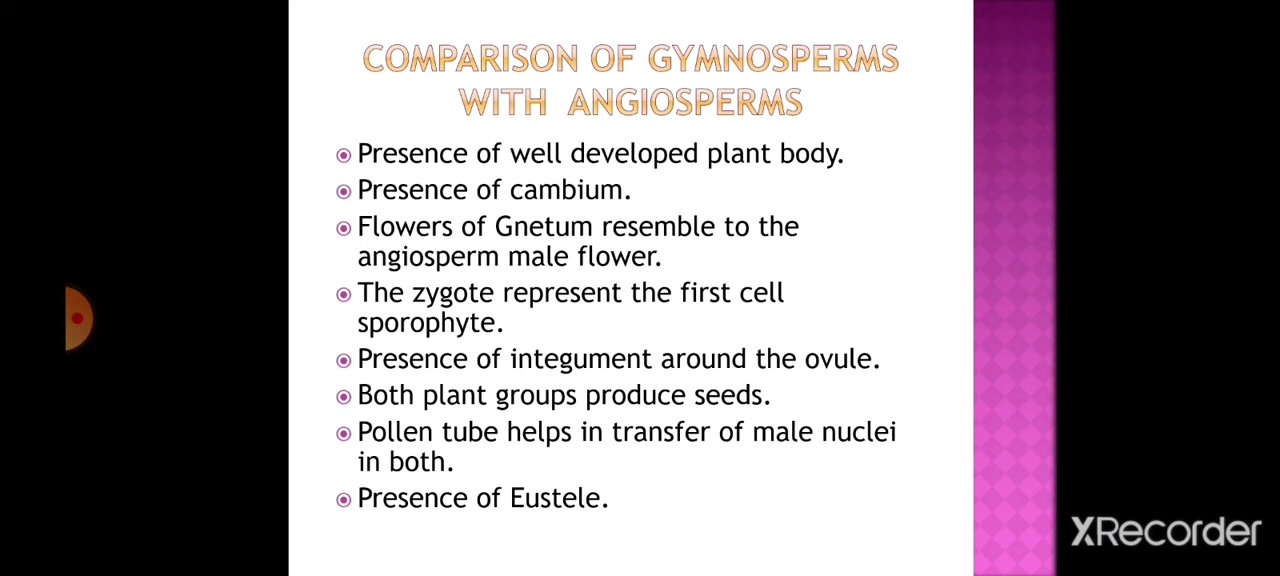 COMPARISON OF GYMNOSPERMS
WITH ANGIOSPERMS
Presence of well developed plant body.
Presence of cambium.
Flowers of Gnetum resemble to the
angiosperm male flower.
The zygote represent the first cell
sporophyte.
Presence of integument around the ovule.
Both plant groups produce seeds.
Pollen tube helps in transfer of male nuclei
in both.
Presence of Eustele.
XRecorder